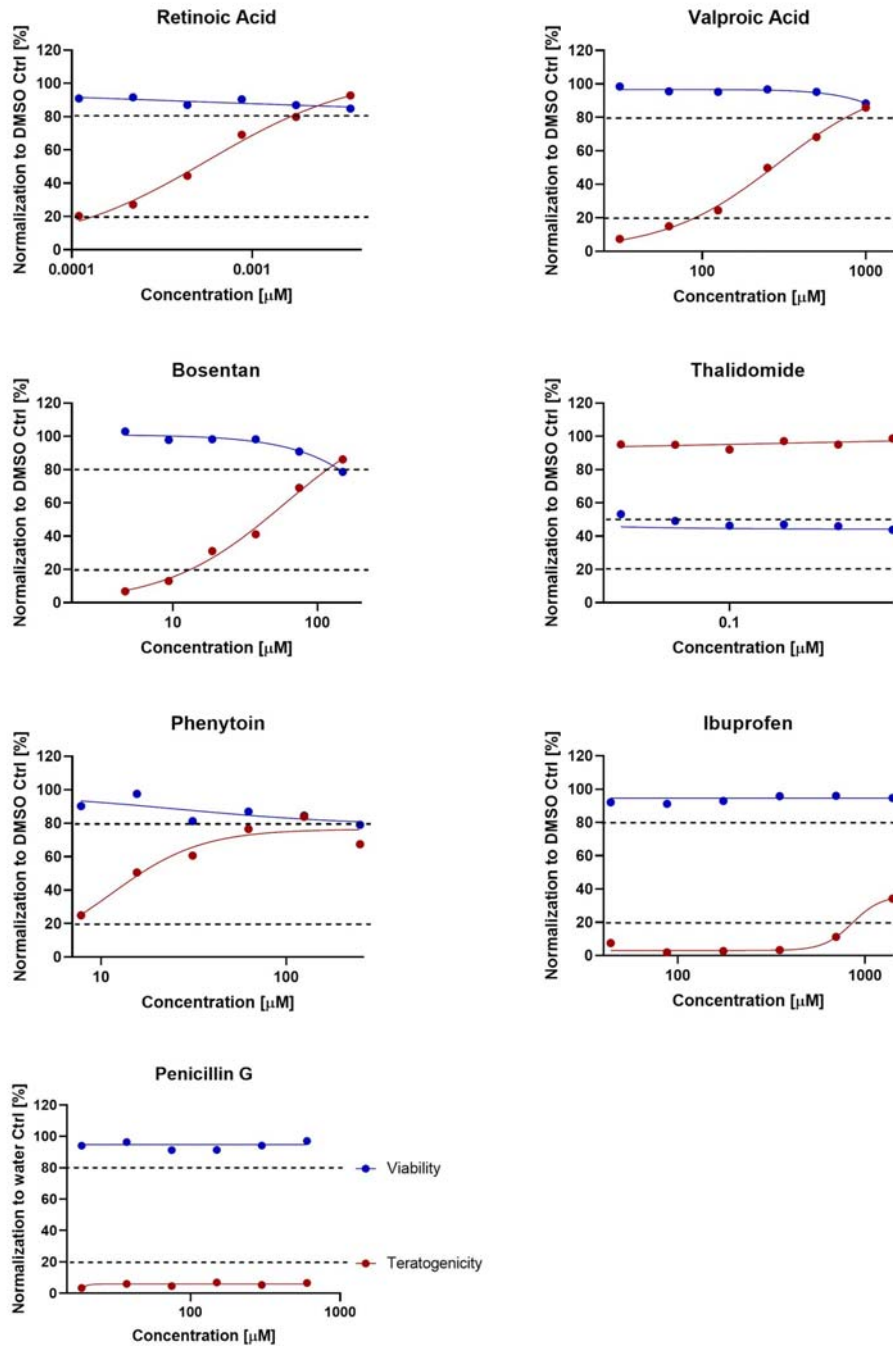 Retinoic Acid
Normalization to DMSO Ctrl [%]
120
100
80
60
40
20
0
0.0001
0.001
Concentration [µM]
Valproic Acid
Normalization to DMSO Ctrl [%]
120
100
80
60
40
20
0
100
1000
Concentration [µM]
Bosentan
Normalization to DMSO Ctrl [%]
120
100
80
60
40
20
0
10
100
Concentration [µM]
Thalidomide
Normalization to DMSO Ctrl [%]
120
100
80
60
40
20
0
0.1
Concentration [µM]
Phenytoin
Normalization to DMSO Ctrl [%]
120
100
80
60
40
20
0
10
100
Concentration [µM]
Ibuprofen
Normalization to DMSO Ctrl [%]
120
100
80
60
40
20
0
100
1000
Concentration [µM]
Penicillin G
Normalization to water Ctrl [%]
120
100
80
60
40
20
0
100
1000
Concentration [µM]
Viability
Teratogenicity